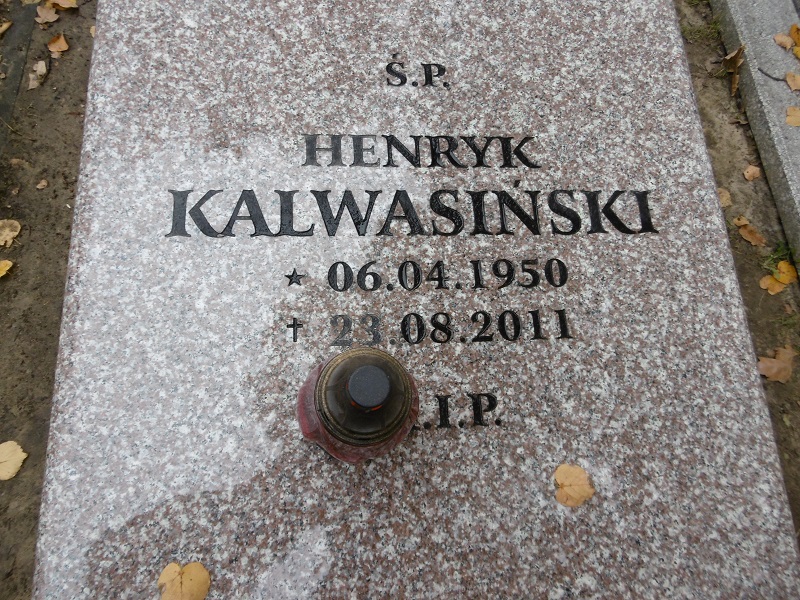 Ś.P.
HENRYK
KALWASIŃSKI
★ 06.04.1950
✝ 23.08.2011
.I.P.